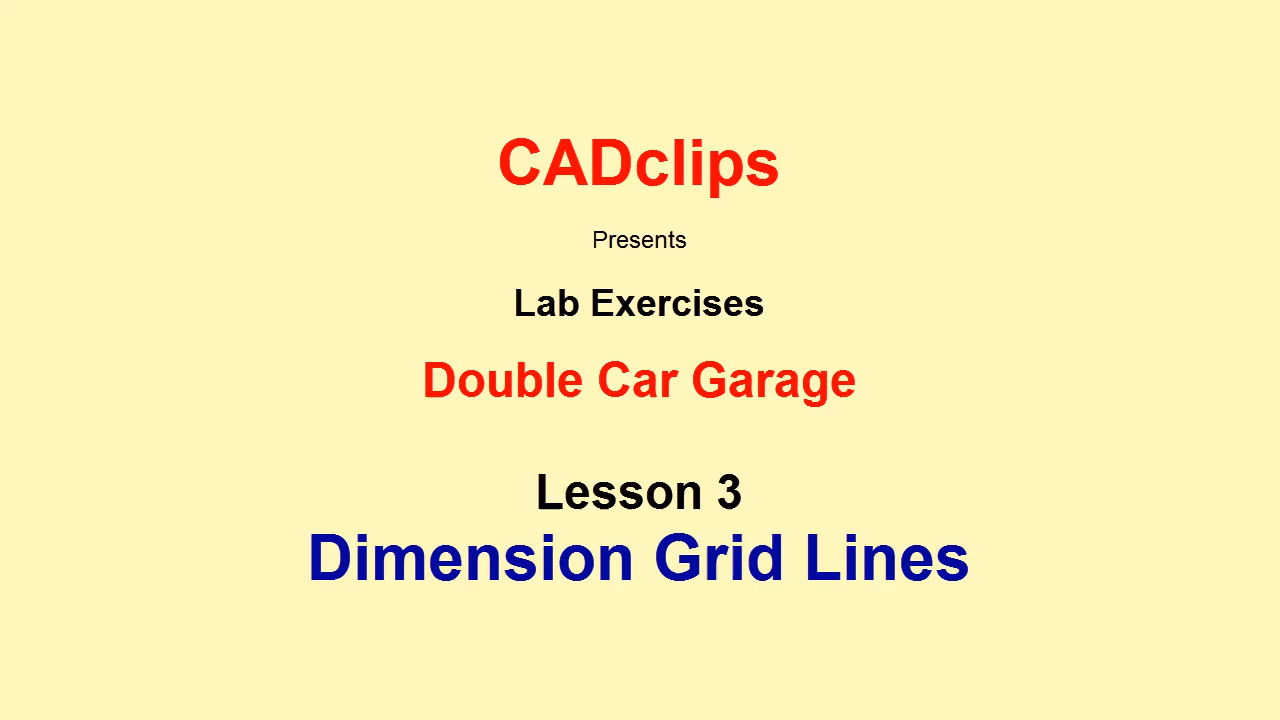 CADclips
Presents
Lab Exercises
Double Car Garage
Lesson 3
Dimension Grid Lines